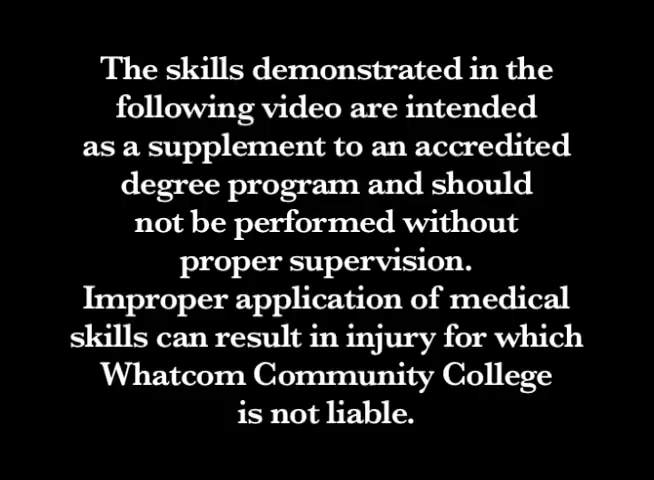 The skills demonstrated in the
following video are intended
as a supplement to an accredited
degree program and should
not be performed without
proper supervision.
Improper application of medical
skills can result in injury for which
Whatcom Community College
is not liable.